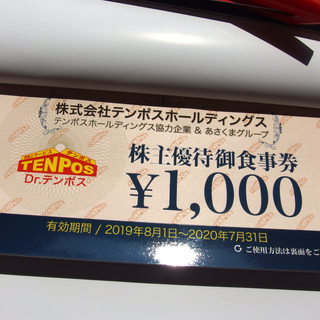 株式会社テンポスホールディングス
テンポスホールディングス協力企業 & あさくまグループ
TENPOS
Dr.テンポス
株主優待御食事券
¥1,000
有効期間 / 2019年8月1日～2020年7月31日
ご使用方法は裏面をご